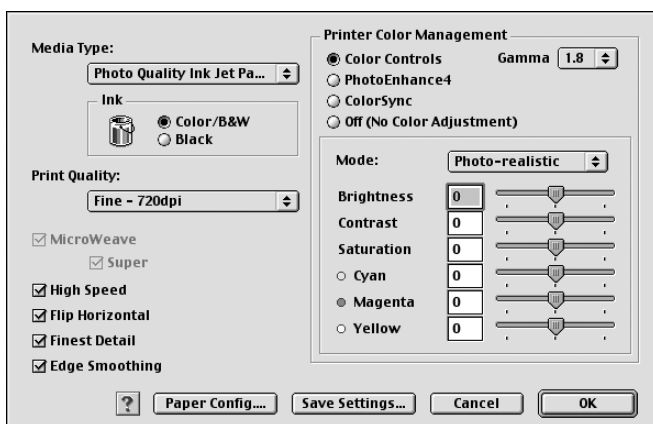 Media Type:
Photo Quality Ink Jet Pa...
Ink
Color/B&W
Black
Print Quality:
Fine - 720dpi
MicroWeave
Super
High Speed
Flip Horizontal
Finest Detail
Edge Smoothing
Printer Color Management
Color Controls
Gamma 1.8
PhotoEnhance4
ColorSync
Off (No Color Adjustment)
Mode: Photo-realistic
Brightness 0
Contrast 0
Saturation 0
Cyan 0
Magenta 0
Yellow 0
? Paper Config.... Save Settings... Cancel OK